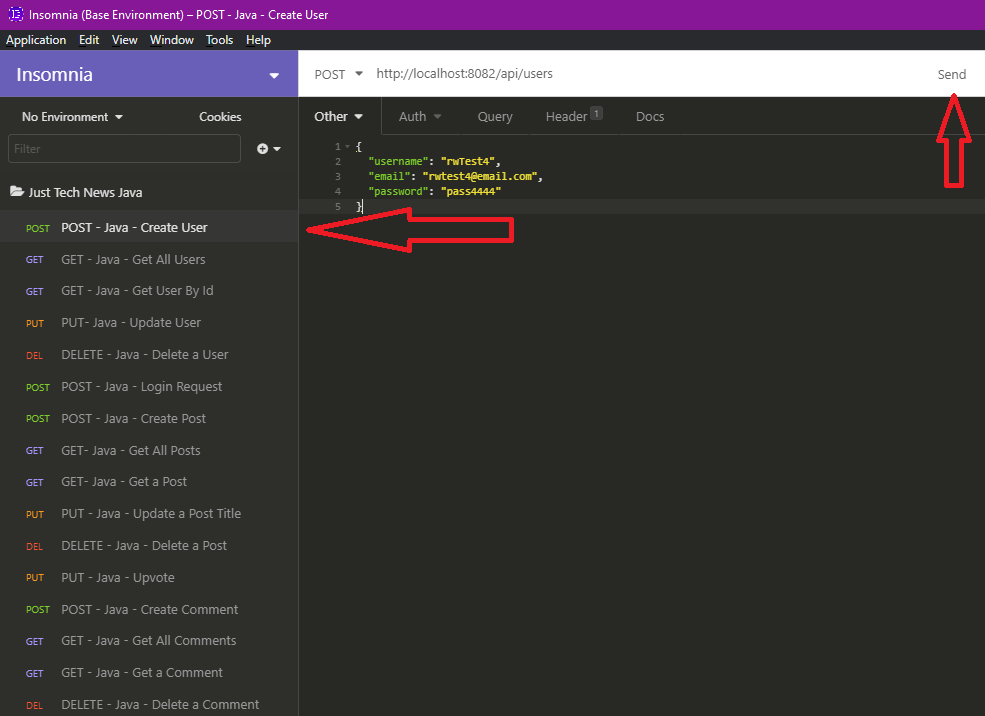 Insomnia (Base Environment) – POST - Java - Create User
Application Edit View Window Tools Help
Insomnia
POST http://localhost:8082/api/users Send
No Environment Cookies
Other Auth Query Header 1 Docs
Filter
1 {
2 "username": "rwTest4",
3 "email": "rwtest4@email.com",
4 "password": "pass4444"
5 }
Just Tech News Java
POST POST - Java - Create User
GET GET - Java - Get All Users
GET GET - Java - Get User By Id
PUT PUT- Java - Update User
DEL DELETE - Java - Delete a User
POST POST - Java - Login Request
POST POST - Java - Create Post
GET GET- Java - Get All Posts
GET GET- Java - Get a Post
PUT PUT - Java - Update a Post Title
DEL DELETE - Java - Delete a Post
PUT PUT - Java - Upvote
POST POST - Java - Create Comment
GET GET - Java - Get All Comments
GET GET - Java - Get a Comment
DEL DELETE - Java - Delete a Comment